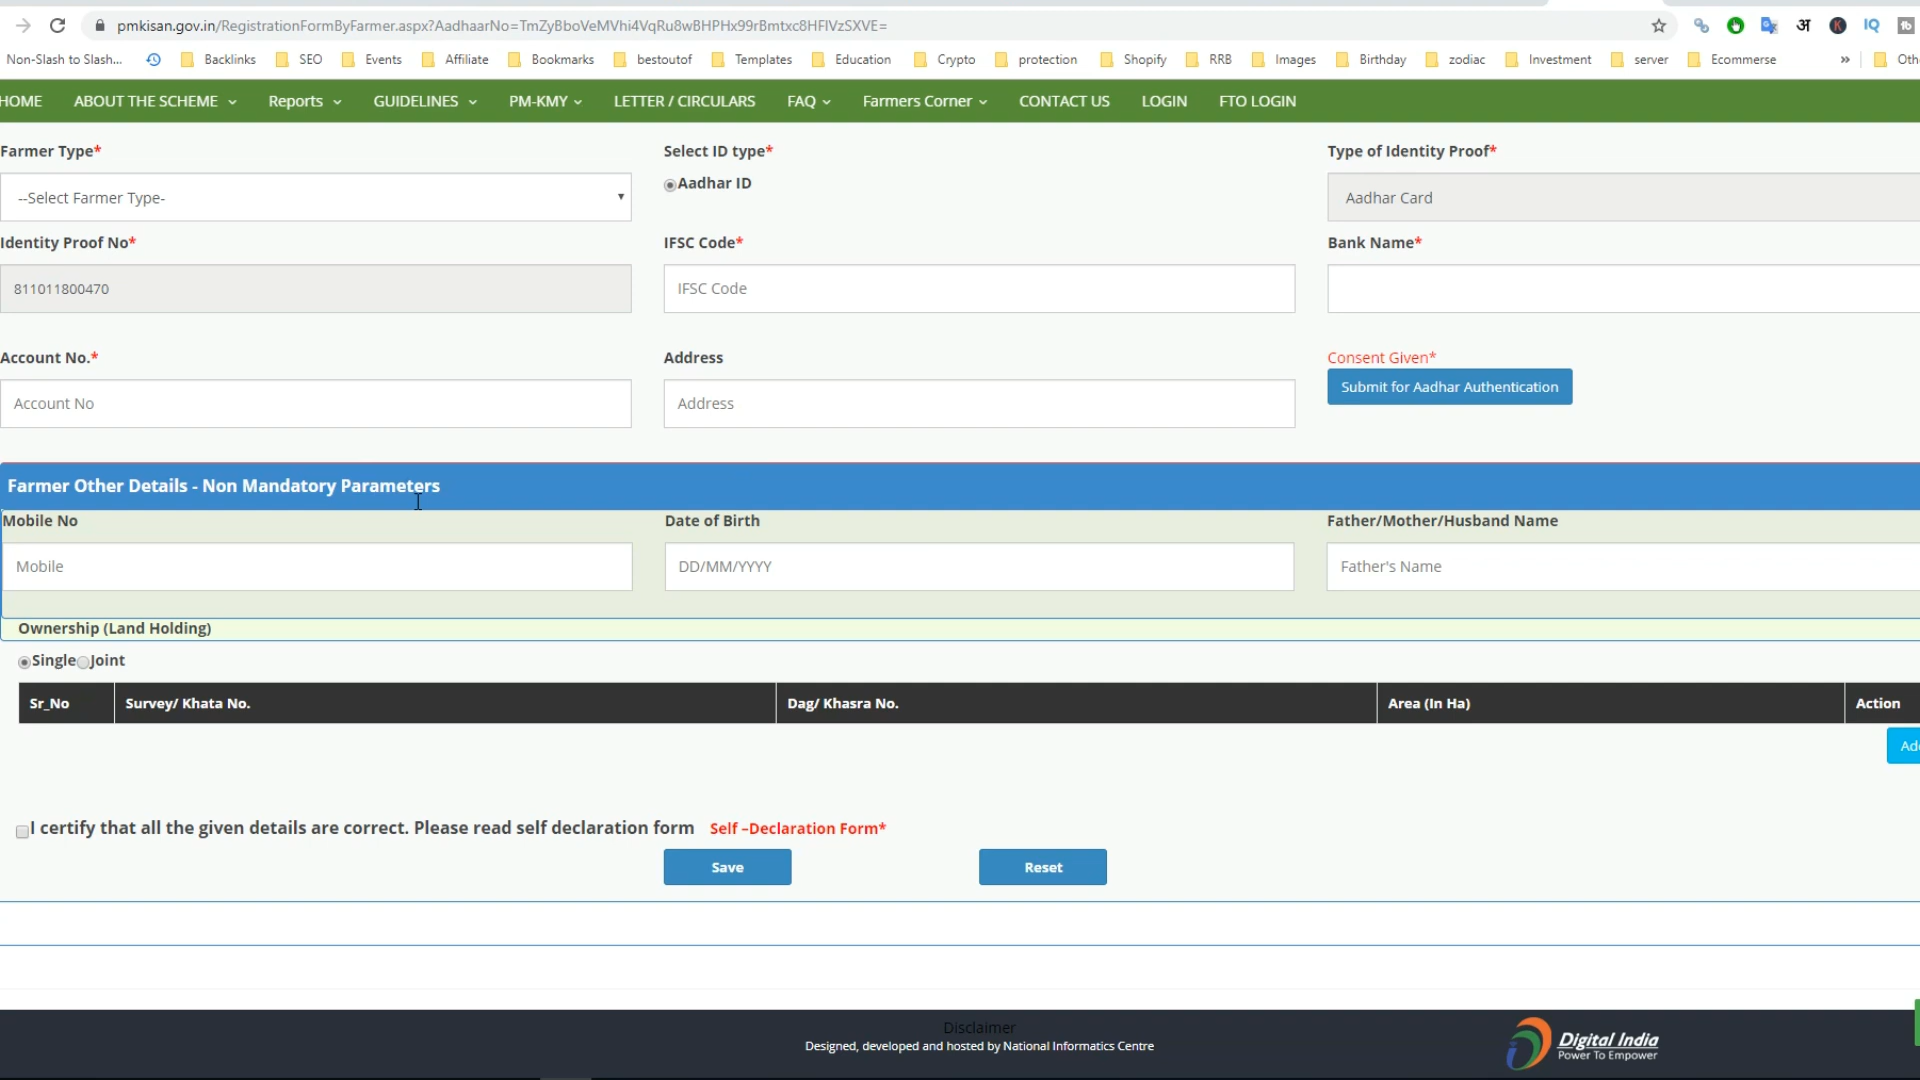 pmkisan.gov.in/RegistrationFormByFarmer.aspx?AadhaarNo=TmZyBboVeMVhi4VqRu8wBHPHx99rBmtxc8HFlVzSXVE=
अ K IQ tb
Non-Slash to Slash... Backlinks SEO Events Affiliate Bookmarks bestoutof Templates Education Crypto protection Shopify RRB Images Birthday zodiac Investment server Ecommerse » Oth
HOME ABOUT THE SCHEME Reports GUIDELINES PM-KMY LETTER / CIRCULARS FAQ Farmers Corner CONTACT US LOGIN FTO LOGIN
Farmer Type* Select ID type* Type of Identity Proof*
--Select Farmer Type- Aadhar ID Aadhar Card
Identity Proof No* IFSC Code* Bank Name*
811011800470 IFSC Code
Account No.* Address Consent Given*
Account No Address Submit for Aadhar Authentication
Farmer Other Details - Non Mandatory Parameters
Mobile No Date of Birth Father/Mother/Husband Name
Mobile DD/MM/YYYY Father's Name
Ownership (Land Holding)
Single Joint
Sr_No Survey/ Khata No. Dag/ Khasra No. Area (In Ha) Action
Ad
I certify that all the given details are correct. Please read self declaration form Self –Declaration Form*
Save Reset
Disclaimer
Designed, developed and hosted by National Informatics Centre
Digital India
Power To Empower